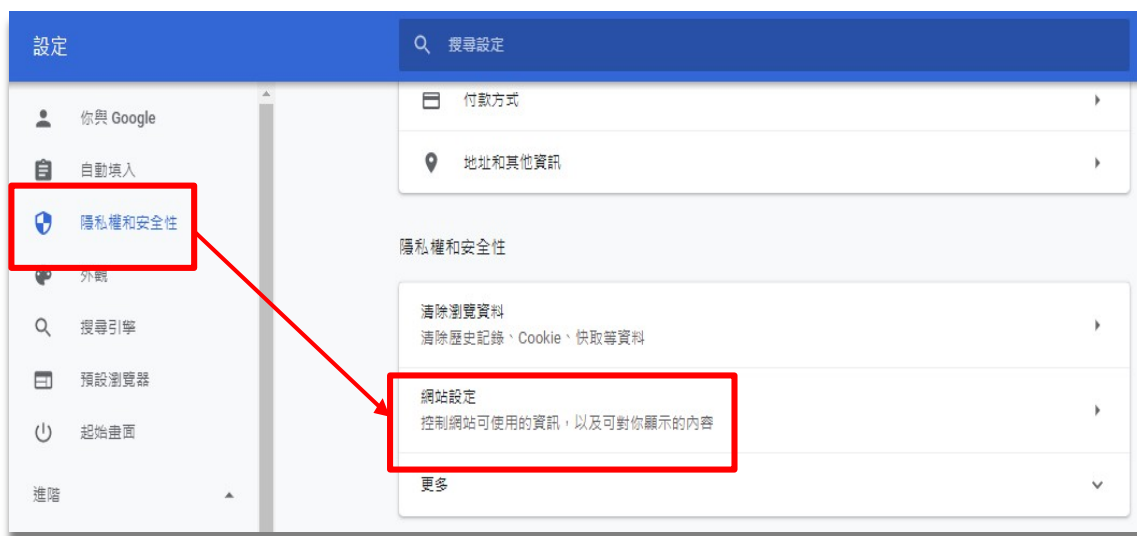 設定
搜尋設定
你與 Google
自動填入
隱私權和安全性
外觀
搜尋引擎
預設瀏覽器
起始畫面
進階
付款方式
地址和其他資訊
隱私權和安全性
清除瀏覽資料
清除歷史記錄、Cookie、快取等資料
網站設定
控制網站可使用的資訊，以及可對你顯示的內容
更多